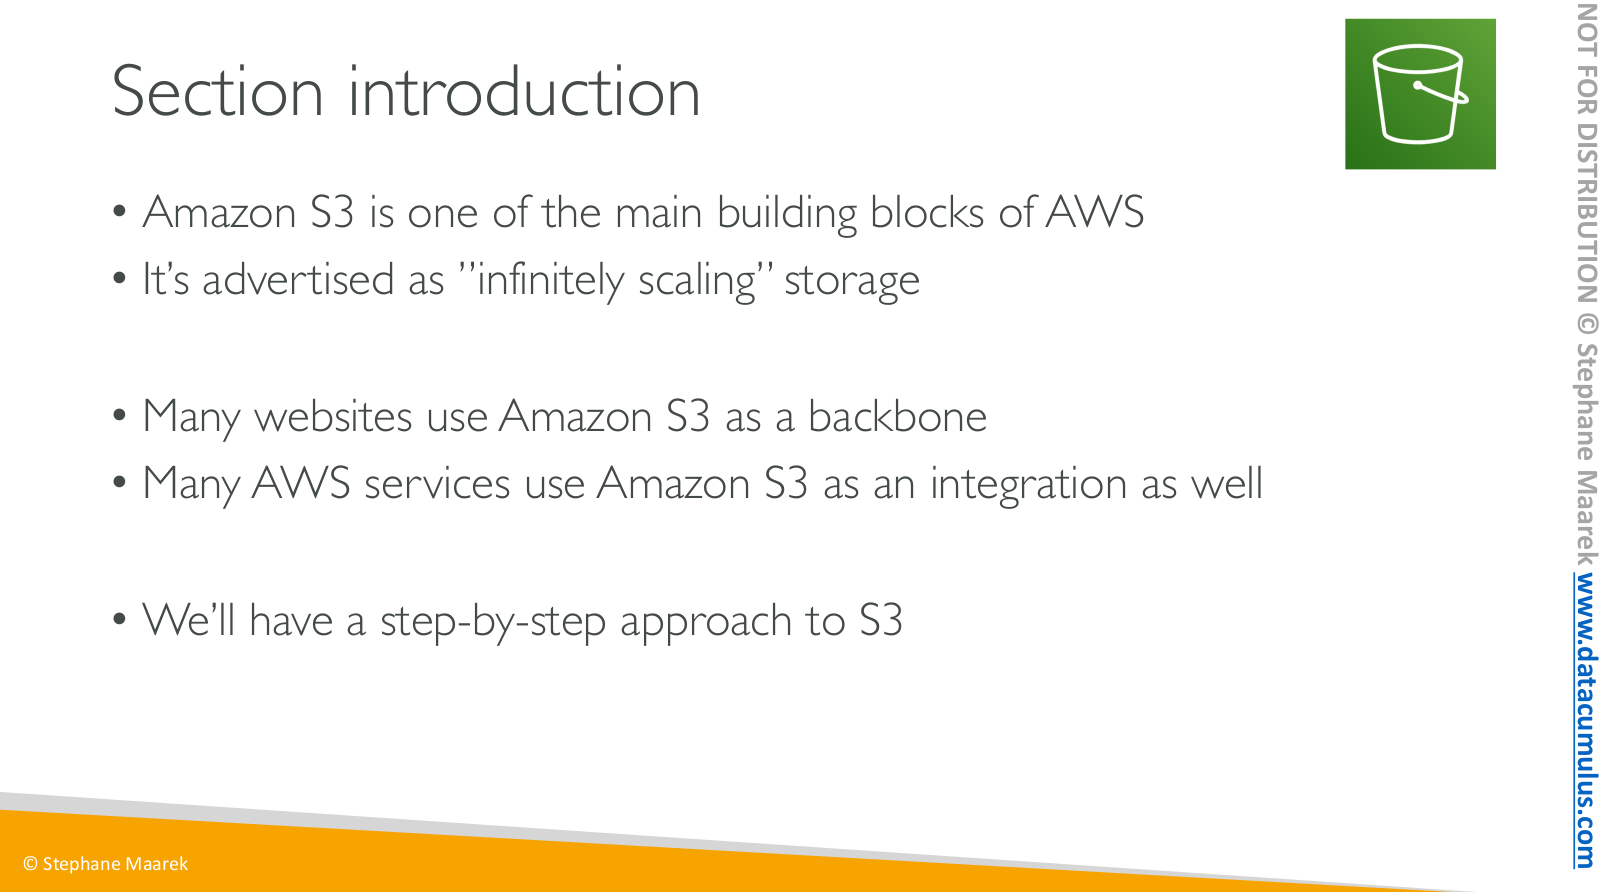 Section introduction
• Amazon S3 is one of the main building blocks of AWS
• It’s advertised as ”infinitely scaling” storage
• Many websites use Amazon S3 as a backbone
• Many AWS services use Amazon S3 as an integration as well
• We’ll have a step-by-step approach to S3
© Stephane Maarek
NOT FOR DISTRIBUTION © Stephane Maarek www.datacumulus.com